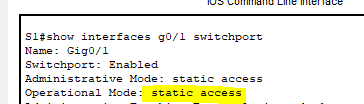 IOS Command Line Interface
S1#show interfaces g0/1 switchport
Name: Gig0/1
Switchport: Enabled
Administrative Mode: static access
Operational Mode: static access